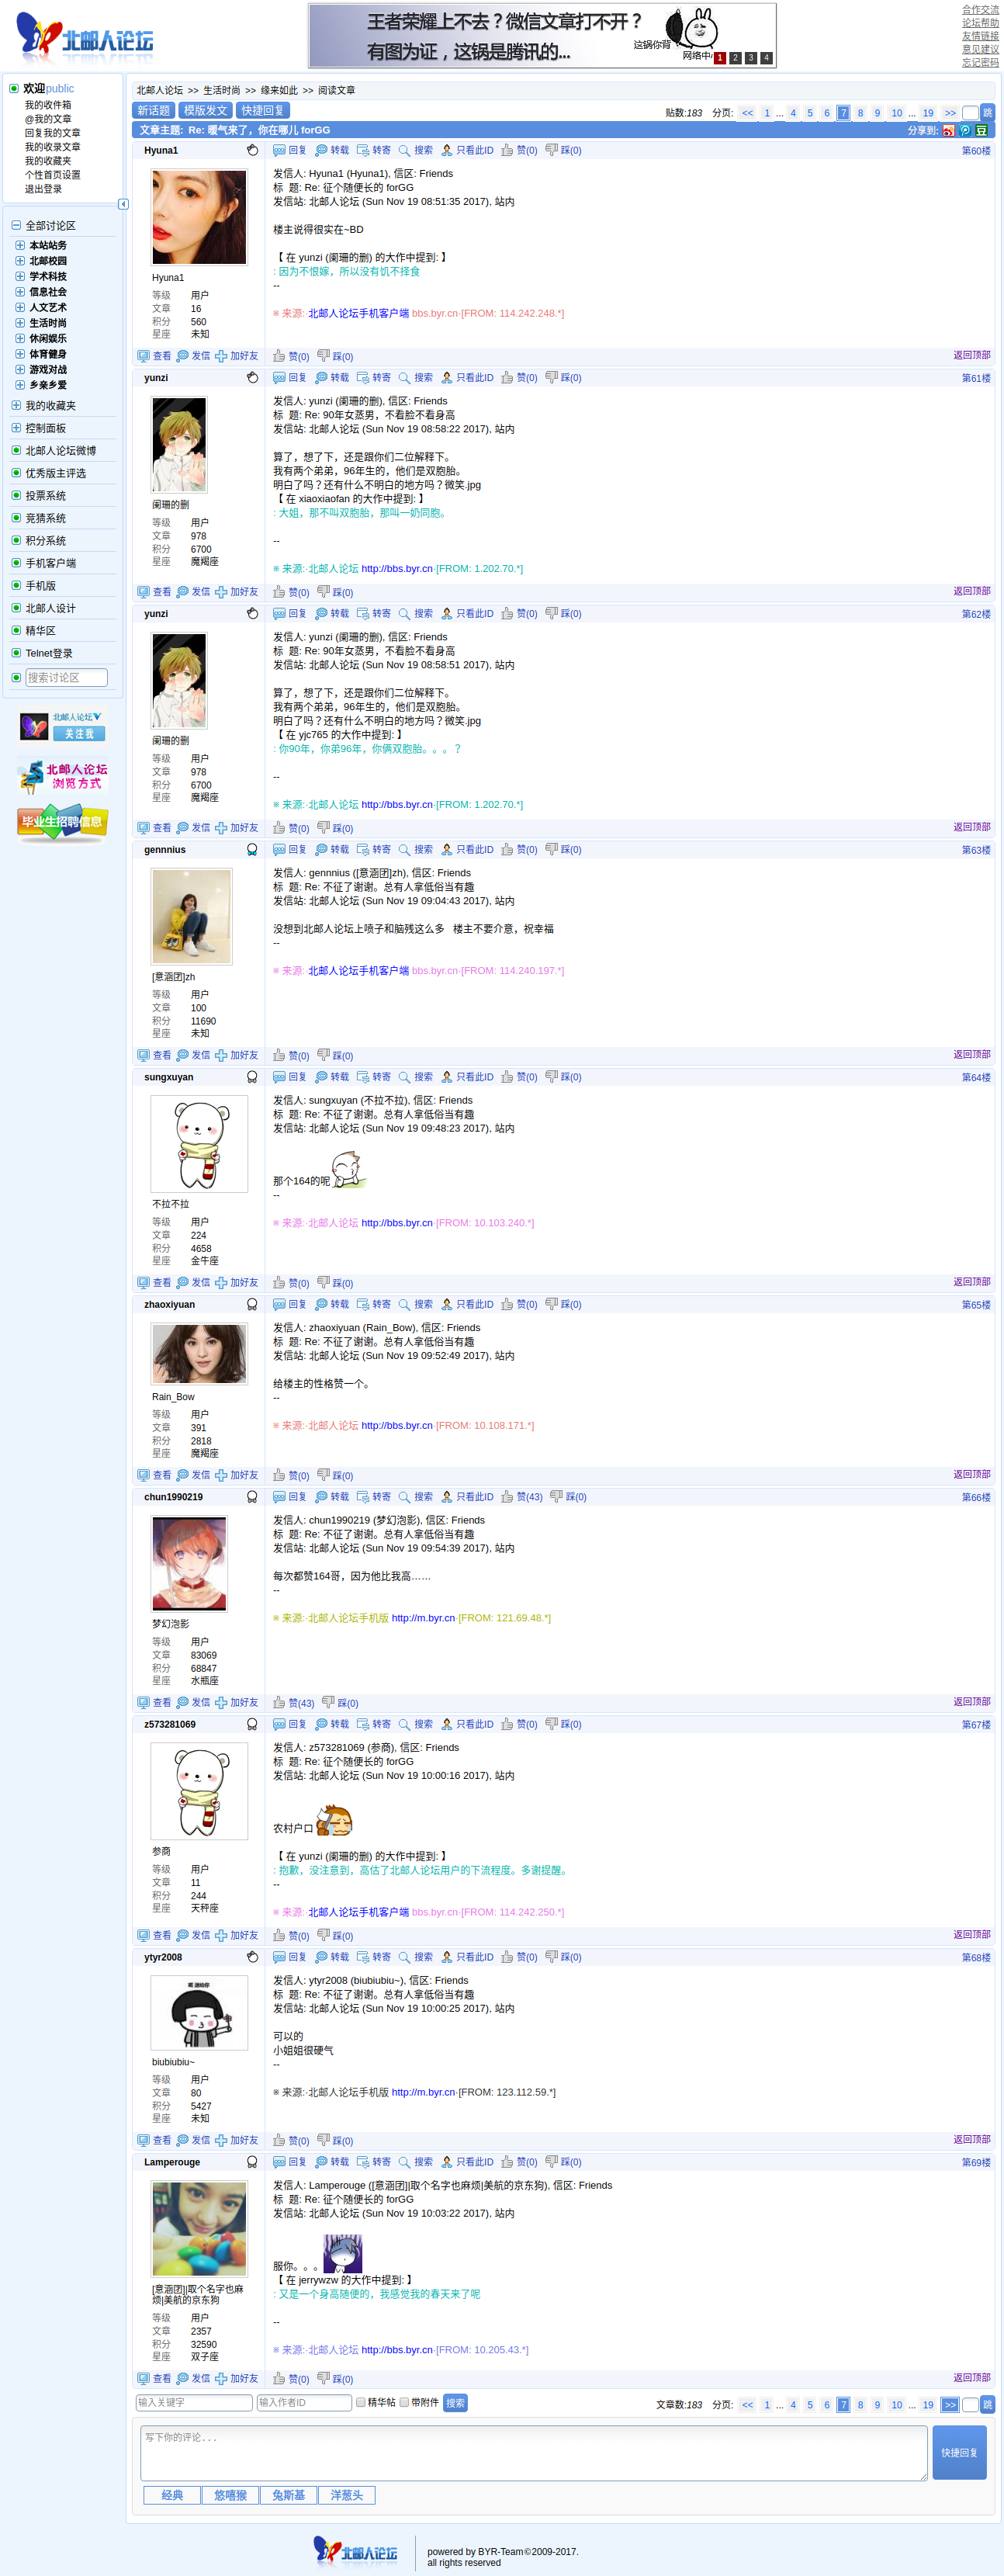 北邮人论坛
王者荣耀上不去？微信文章打不开？
有图为证，这锅是腾讯的...
这锅你背
网络中心
1 2 3 4
合作交流
论坛帮助
友情链接
意见建议
忘记密码
欢迎public
我的收件箱
@我的文章
回复我的文章
我的收录文章
我的收藏夹
个性首页设置
退出登录
全部讨论区
本站站务
北邮校园
学术科技
信息社会
人文艺术
生活时尚
休闲娱乐
体育健身
游戏对战
乡亲乡爱
我的收藏夹
控制面板
北邮人论坛微博
优秀版主评选
投票系统
竞猜系统
积分系统
手机客户端
手机版
北邮人设计
精华区
Telnet登录
搜索讨论区
北邮人论坛
关注我
北邮人论坛
浏览方式
毕业生招聘信息
北邮人论坛 >> 生活时尚 >> 缘来如此 >> 阅读文章
新话题 模版发文 快捷回复
贴数:183 分页: << 1 ... 4 5 6 7 8 9 10 ... 19 >> 跳
文章主题: Re: 暖气来了，你在哪儿 forGG
分享到:
Hyuna1 回复 转载 转寄 搜索 只看此ID 赞(0) 踩(0) 第60楼
Hyuna1
等级 用户
文章 16
积分 560
星座 未知
发信人: Hyuna1 (Hyuna1), 信区: Friends
标 题: Re: 征个随便长的 forGG
发信站: 北邮人论坛 (Sun Nov 19 08:51:35 2017), 站内
楼主说得很实在~BD
【 在 yunzi (阑珊的删) 的大作中提到: 】
: 因为不恨嫁，所以没有饥不择食
--
※ 来源:·北邮人论坛手机客户端 bbs.byr.cn·[FROM: 114.242.248.*]
查看 发信 加好友 赞(0) 踩(0) 返回顶部
yunzi 回复 转载 转寄 搜索 只看此ID 赞(0) 踩(0) 第61楼
阑珊的删
等级 用户
文章 978
积分 6700
星座 魔羯座
发信人: yunzi (阑珊的删), 信区: Friends
标 题: Re: 90年女蒸男，不看脸不看身高
发信站: 北邮人论坛 (Sun Nov 19 08:58:22 2017), 站内
算了，想了下，还是跟你们二位解释下。
我有两个弟弟，96年生的，他们是双胞胎。
明白了吗？还有什么不明白的地方吗？微笑.jpg
【 在 xiaoxiaofan 的大作中提到: 】
: 大姐，那不叫双胞胎，那叫一奶同胞。
--
※ 来源:·北邮人论坛 http://bbs.byr.cn·[FROM: 1.202.70.*]
查看 发信 加好友 赞(0) 踩(0) 返回顶部
yunzi 回复 转载 转寄 搜索 只看此ID 赞(0) 踩(0) 第62楼
阑珊的删
等级 用户
文章 978
积分 6700
星座 魔羯座
发信人: yunzi (阑珊的删), 信区: Friends
标 题: Re: 90年女蒸男，不看脸不看身高
发信站: 北邮人论坛 (Sun Nov 19 08:58:51 2017), 站内
算了，想了下，还是跟你们二位解释下。
我有两个弟弟，96年生的，他们是双胞胎。
明白了吗？还有什么不明白的地方吗？微笑.jpg
【 在 yjc765 的大作中提到: 】
: 你90年，你弟96年，你俩双胞胎。。。？
--
※ 来源:·北邮人论坛 http://bbs.byr.cn·[FROM: 1.202.70.*]
查看 发信 加好友 赞(0) 踩(0) 返回顶部
gennnius 回复 转载 转寄 搜索 只看此ID 赞(0) 踩(0) 第63楼
[意涵团]zh
等级 用户
文章 100
积分 11690
星座 未知
发信人: gennnius ([意涵团]zh), 信区: Friends
标 题: Re: 不征了谢谢。总有人拿低俗当有趣
发信站: 北邮人论坛 (Sun Nov 19 09:04:43 2017), 站内
没想到北邮人论坛上喷子和脑残这么多 楼主不要介意，祝幸福
--
※ 来源:·北邮人论坛手机客户端 bbs.byr.cn·[FROM: 114.240.197.*]
查看 发信 加好友 赞(0) 踩(0) 返回顶部
sungxuyan 回复 转载 转寄 搜索 只看此ID 赞(0) 踩(0) 第64楼
不拉不拉
等级 用户
文章 224
积分 4658
星座 金牛座
发信人: sungxuyan (不拉不拉), 信区: Friends
标 题: Re: 不征了谢谢。总有人拿低俗当有趣
发信站: 北邮人论坛 (Sun Nov 19 09:48:23 2017), 站内
那个164的呢
--
※ 来源:·北邮人论坛 http://bbs.byr.cn·[FROM: 10.103.240.*]
查看 发信 加好友 赞(0) 踩(0) 返回顶部
zhaoxiyuan 回复 转载 转寄 搜索 只看此ID 赞(0) 踩(0) 第65楼
Rain_Bow
等级 用户
文章 391
积分 2818
星座 魔羯座
发信人: zhaoxiyuan (Rain_Bow), 信区: Friends
标 题: Re: 不征了谢谢。总有人拿低俗当有趣
发信站: 北邮人论坛 (Sun Nov 19 09:52:49 2017), 站内
给楼主的性格赞一个。
--
※ 来源:·北邮人论坛 http://bbs.byr.cn·[FROM: 10.108.171.*]
查看 发信 加好友 赞(0) 踩(0) 返回顶部
chun1990219 回复 转载 转寄 搜索 只看此ID 赞(43) 踩(0) 第66楼
梦幻泡影
等级 用户
文章 83069
积分 68847
星座 水瓶座
发信人: chun1990219 (梦幻泡影), 信区: Friends
标 题: Re: 不征了谢谢。总有人拿低俗当有趣
发信站: 北邮人论坛 (Sun Nov 19 09:54:39 2017), 站内
每次都赞164哥，因为他比我高……
--
※ 来源:·北邮人论坛手机版 http://m.byr.cn·[FROM: 121.69.48.*]
查看 发信 加好友 赞(43) 踩(0) 返回顶部
z573281069 回复 转载 转寄 搜索 只看此ID 赞(0) 踩(0) 第67楼
参商
等级 用户
文章 11
积分 244
星座 天秤座
发信人: z573281069 (参商), 信区: Friends
标 题: Re: 征个随便长的 forGG
发信站: 北邮人论坛 (Sun Nov 19 10:00:16 2017), 站内
农村户口
【 在 yunzi (阑珊的删) 的大作中提到: 】
: 抱歉，没注意到，高估了北邮人论坛用户的下流程度。多谢提醒。
--
※ 来源:·北邮人论坛手机客户端 bbs.byr.cn·[FROM: 114.242.250.*]
查看 发信 加好友 赞(0) 踩(0) 返回顶部
ytyr2008 回复 转载 转寄 搜索 只看此ID 赞(0) 踩(0) 第68楼
biubiubiu~
等级 用户
文章 80
积分 5427
星座 未知
发信人: ytyr2008 (biubiubiu~), 信区: Friends
标 题: Re: 不征了谢谢。总有人拿低俗当有趣
发信站: 北邮人论坛 (Sun Nov 19 10:00:25 2017), 站内
可以的
小姐姐很硬气
--
※ 来源:·北邮人论坛手机版 http://m.byr.cn·[FROM: 123.112.59.*]
查看 发信 加好友 赞(0) 踩(0) 返回顶部
Lamperouge 回复 转载 转寄 搜索 只看此ID 赞(0) 踩(0) 第69楼
[意涵团]|取个名字也麻
烦|美航的京东狗
等级 用户
文章 2357
积分 32590
星座 双子座
发信人: Lamperouge ([意涵团]|取个名字也麻烦|美航的京东狗), 信区: Friends
标 题: Re: 征个随便长的 forGG
发信站: 北邮人论坛 (Sun Nov 19 10:03:22 2017), 站内
服你。。。
【 在 jerrywzw 的大作中提到: 】
: 又是一个身高随便的，我感觉我的春天来了呢
--
※ 来源:·北邮人论坛 http://bbs.byr.cn·[FROM: 10.205.43.*]
查看 发信 加好友 赞(0) 踩(0) 返回顶部
输入关键字 输入作者ID 精华帖 带附件 搜索
文章数:183 分页: << 1 ... 4 5 6 7 8 9 10 ... 19 >> 跳
写下你的评论...
快捷回复
经典 悠嘻猴 兔斯基 洋葱头
北邮人论坛
powered by BYR-Team©2009-2017.
all rights reserved